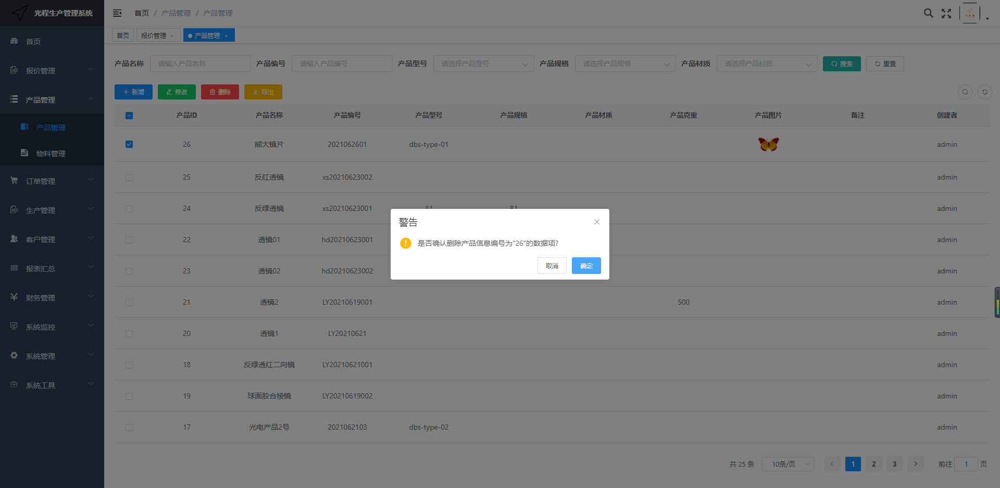 光程生产管理系统
首页 / 产品管理 / 产品管理
首页 报价管理 × 产品管理 ×
首页
报价管理
产品管理
产品管理
物料管理
订单管理
生产管理
客户管理
报表汇总
财务管理
系统监控
系统管理
系统工具
产品名称 请输入产品名称 产品编号 请输入产品编号 产品型号 请选择产品型号 产品规格 请选择产品规格 产品材质 请选择产品材质 搜索 重置
新增 修改 删除 导出
产品ID 产品名称 产品编号 产品型号 产品规格 产品材质 产品克重 产品图片 备注 创建者
26 熊大镜片 2021062601 dbs-type-01 admin
25 反红透镜 xs20210623002 admin
24 反绿透镜 xs20210623001 A1 B1 admin
22 透镜01 hd20210623001 admin
23 透镜02 hd20210623002 admin
21 透镜2 LY20210619001 500 admin
20 透镜1 LY20210621 admin
18 反绿透红二向镜 LY20210621001 admin
19 球面胶合棱镜 LY20210619002 admin
17 光电产品2号 2021062103 dbs-type-02 admin
警告
是否确认删除产品信息编号为"26"的数据项?
取消 确定
共 25 条 10条/页 1 2 3 前往 1 页